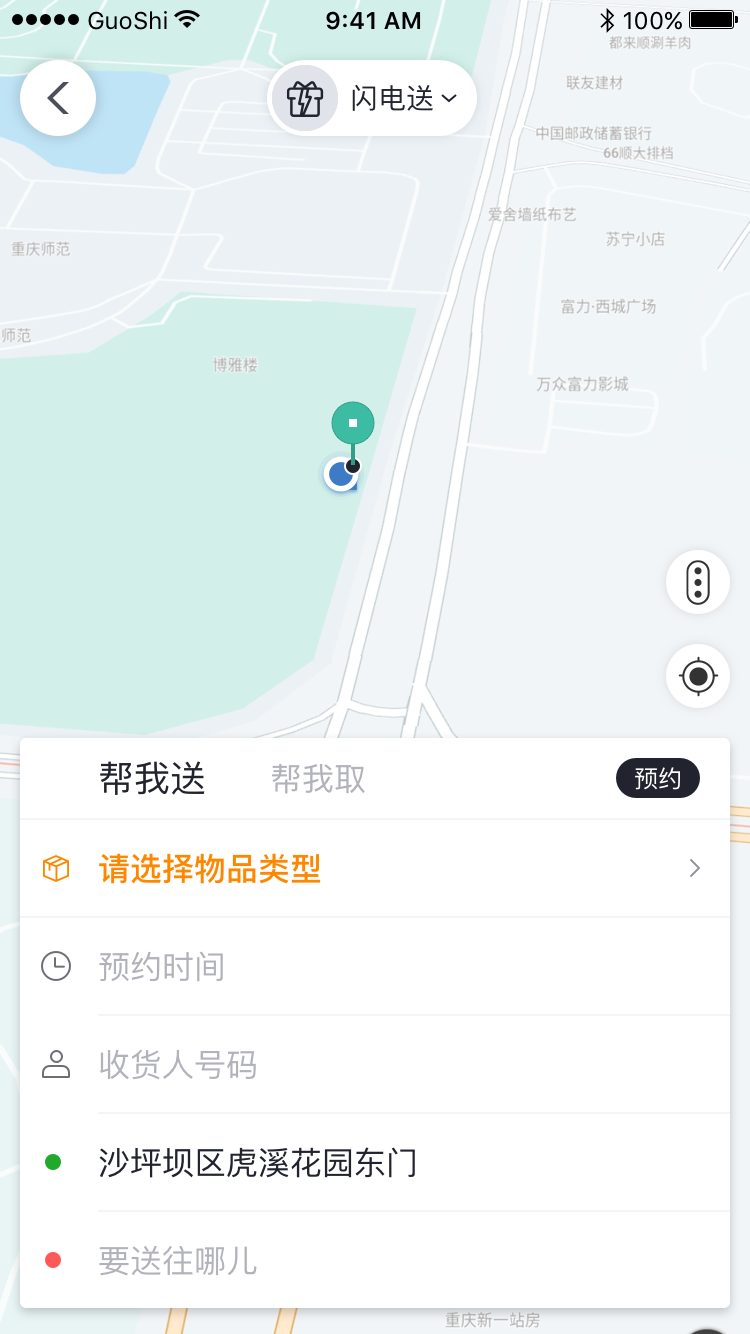 GuoShi 9:41 AM 100%
都来顺涮羊肉
闪电送
联友建材
中国邮政储蓄银行
66顺大排档
爱舍墙纸布艺
苏宁小店
重庆师范
富力·西城广场
师范
博雅楼
万众富力影城
帮我送 帮我取 预约
请选择物品类型
预约时间
收货人号码
沙坪坝区虎溪花园东门
要送往哪儿
重庆新一站房